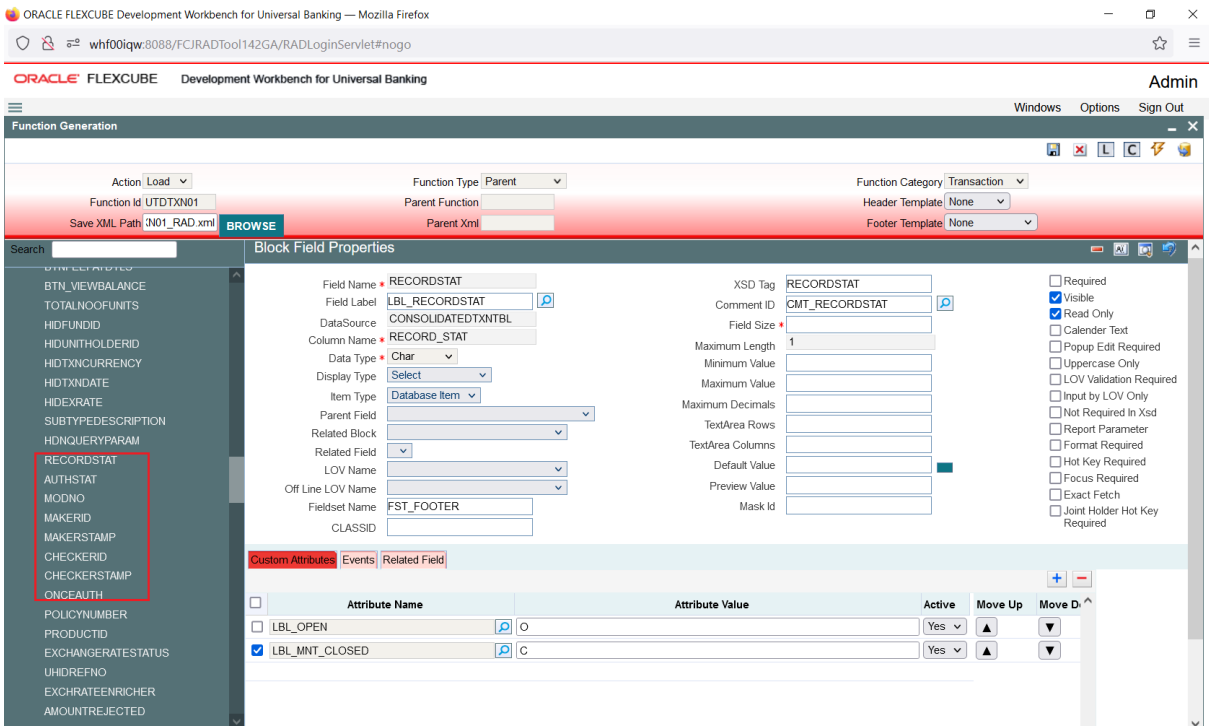 ORACLE FLEXCUBE Development Workbench for Universal Banking — Mozilla Firefox
whf00iqw:8088/FCJRADTool142GA/RADLoginServlet#nogo
ORACLE FLEXCUBE Development Workbench for Universal Banking
Admin
Windows Options Sign Out
Function Generation
L C
Action Load Function Type Parent Function Category Transaction
Function Id UTDTXN01 Parent Function Header Template None
Save XML Path XN01_RAD.xml BROWSE Parent Xml Footer Template None
Search
Block Field Properties
BTN_VIEWBALANCE
TOTALNOOFUNITS
HIDFUNDID
HIDUNITHOLDERID
HIDTXNCURRENCY
HIDTXNDATE
HIDEXRATE
SUBTYPEDESCRIPTION
HDNQUERYPARAM
RECORDSTAT
AUTHSTAT
MODNO
MAKERID
MAKERSTAMP
CHECKERID
CHECKERSTAMP
ONCEAUTH
POLICYNUMBER
PRODUCTID
EXCHANGERATESTATUS
UHIDREFNO
EXCHRATEENRICHER
AMOUNTREJECTED
Field Name * RECORDSTAT
Field Label LBL_RECORDSTAT
DataSource CONSOLIDATEDTXNTBL
Column Name * RECORD_STAT
Data Type * Char
Display Type Select
Item Type Database Item
Parent Field
Related Block
Related Field
LOV Name
Off Line LOV Name
Fieldset Name FST_FOOTER
CLASSID
XSD Tag RECORDSTAT
Comment ID CMT_RECORDSTAT
Field Size *
Maximum Length 1
Minimum Value
Maximum Value
Maximum Decimals
TextArea Rows
TextArea Columns
Default Value
Preview Value
Mask Id
Required
Visible
Read Only
Calender Text
Popup Edit Required
Uppercase Only
LOV Validation Required
Input by LOV Only
Not Required In Xsd
Report Parameter
Format Required
Hot Key Required
Focus Required
Exact Fetch
Joint Holder Hot Key
Required
Custom Attributes Events Related Field
Attribute Name Attribute Value Active Move Up Move D
LBL_OPEN O Yes
LBL_MNT_CLOSED C Yes